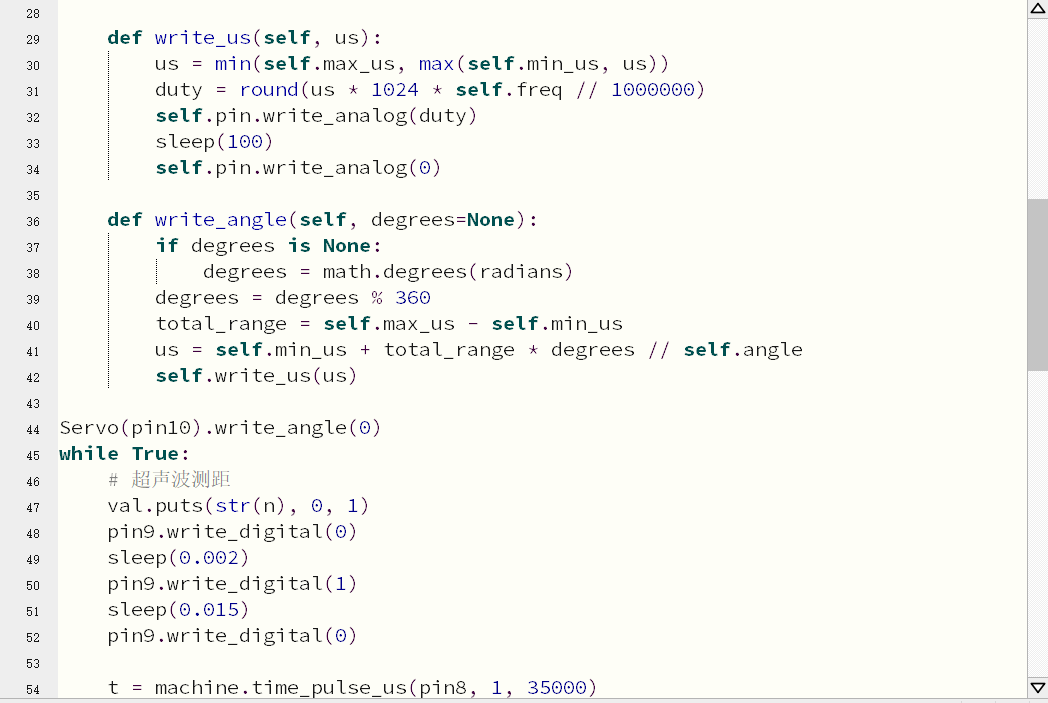 28
29 def write_us(self, us):
30 us = min(self.max_us, max(self.min_us, us))
31 duty = round(us * 1024 * self.freq // 1000000)
32 self.pin.write_analog(duty)
33 sleep(100)
34 self.pin.write_analog(0)
35
36 def write_angle(self, degrees=None):
37 if degrees is None:
38 degrees = math.degrees(radians)
39 degrees = degrees % 360
40 total_range = self.max_us - self.min_us
41 us = self.min_us + total_range * degrees // self.angle
42 self.write_us(us)
43
44 Servo(pin10).write_angle(0)
45 while True:
46 # 超声波测距
47 val.puts(str(n), 0, 1)
48 pin9.write_digital(0)
49 sleep(0.002)
50 pin9.write_digital(1)
51 sleep(0.015)
52 pin9.write_digital(0)
53
54 t = machine.time_pulse_us(pin8, 1, 35000)